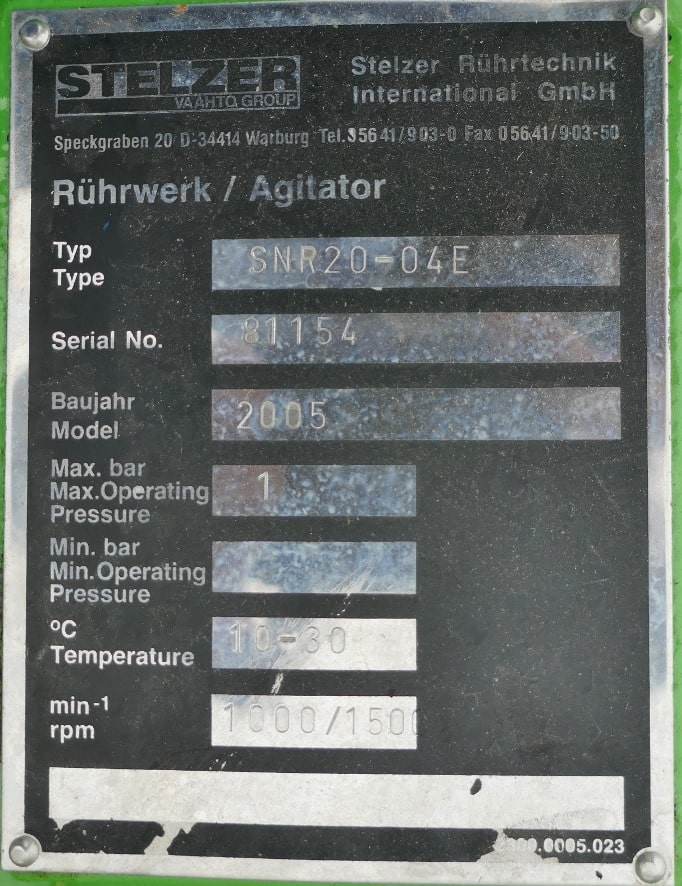 STELZER
VAAHTO GROUP
Stelzer Rührtechnik
International GmbH
Speckgraben 20 D-34414 Warburg Tel.05641/903-0 Fax 05641/903-50
Rührwerk / Agitator
Typ
Type
SNR20-04E
Serial No.
81154
Baujahr
Model
2005
Max. bar
Max.Operating
Pressure
1
Min. bar
Min.Operating
Pressure
ºC
Temperature
10-30
min-1
rpm
1000/1500